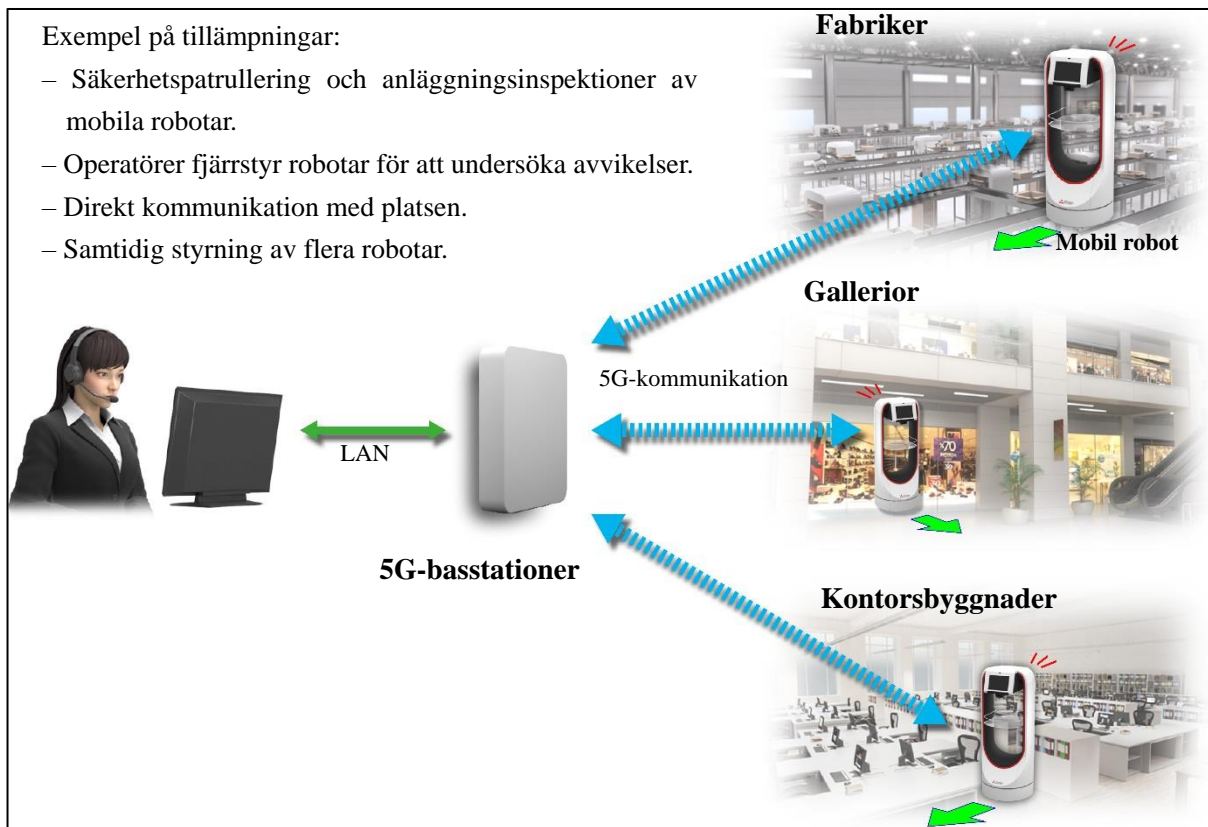 Exempel på tillämpningar:
– Säkerhetspatrullering och anläggningsinspektioner av
mobila robotar.
– Operatörer fjärrstyr robotar för att undersöka avvikelser.
– Direkt kommunikation med platsen.
– Samtidig styrning av flera robotar.
Fabriker
Mobil robot
Gallerior
5G-kommunikation
LAN
5G-basstationer
Kontorsbyggnader